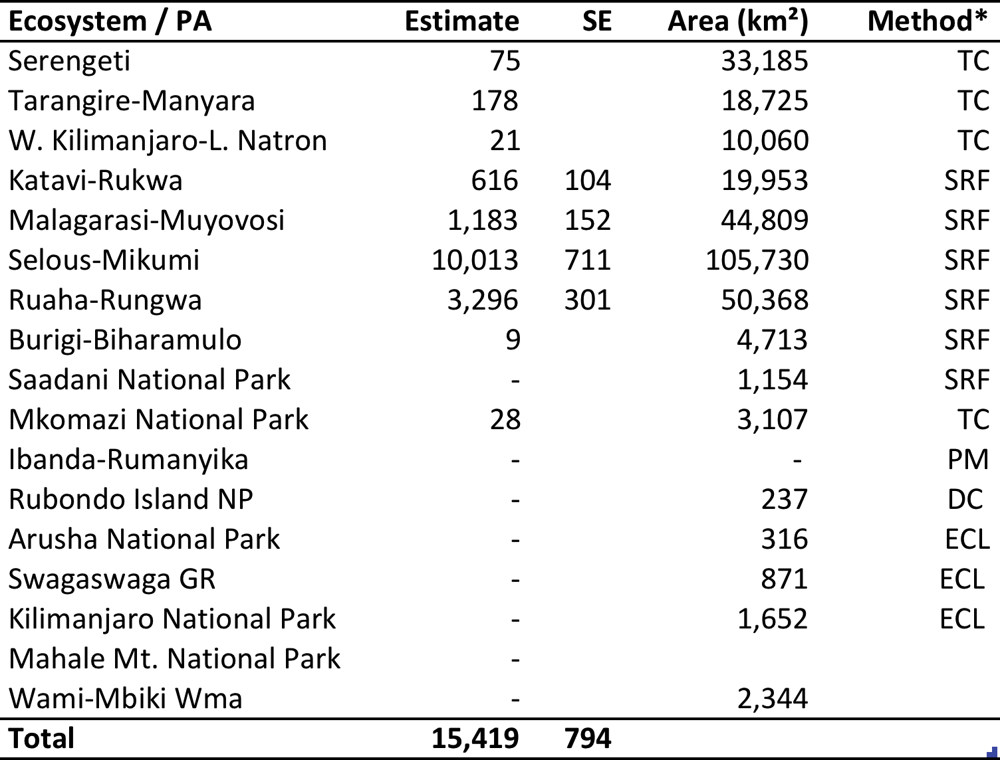 Ecosystem / PA Estimate SE Area (km²) Method*
Serengeti 75 33,185 TC
Tarangire-Manyara 178 18,725 TC
W. Kilimanjaro-L. Natron 21 10,060 TC
Katavi-Rukwa 616 104 19,953 SRF
Malagarasi-Muyovosi 1,183 152 44,809 SRF
Selous-Mikumi 10,013 711 105,730 SRF
Ruaha-Rungwa 3,296 301 50,368 SRF
Burigi-Biharamulo 9 4,713 SRF
Saadani National Park - 1,154 SRF
Mkomazi National Park 28 3,107 TC
Ibanda-Rumanyika - - PM
Rubondo Island NP - 237 DC
Arusha National Park - 316 ECL
Swagaswaga GR - 871 ECL
Kilimanjaro National Park - 1,652 ECL
Mahale Mt. National Park -
Wami-Mbiki Wma - 2,344
Total 15,419 794